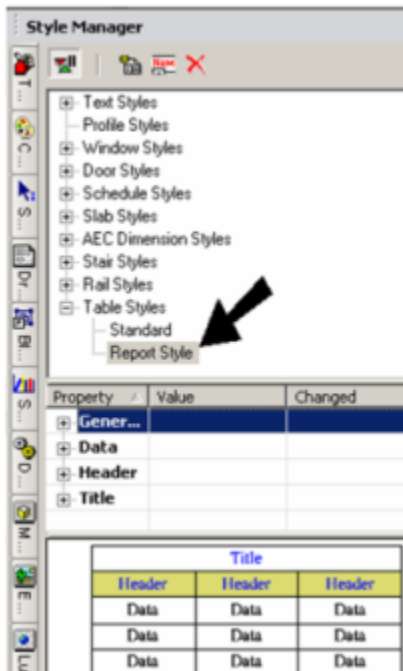 Style Manager
Text Styles
Profile Styles
Window Styles
Door Styles
Schedule Styles
Slab Styles
AEC Dimension Styles
Stair Styles
Rail Styles
Table Styles
Standard
Report Style
Property Value Changed
Gener...
Data
Header
Title
Title
Header Header Header
Data Data Data
Data Data Data
Data Data Data
T...
C...
S...
Dr...
Bl...
S...
D...
M...
E...